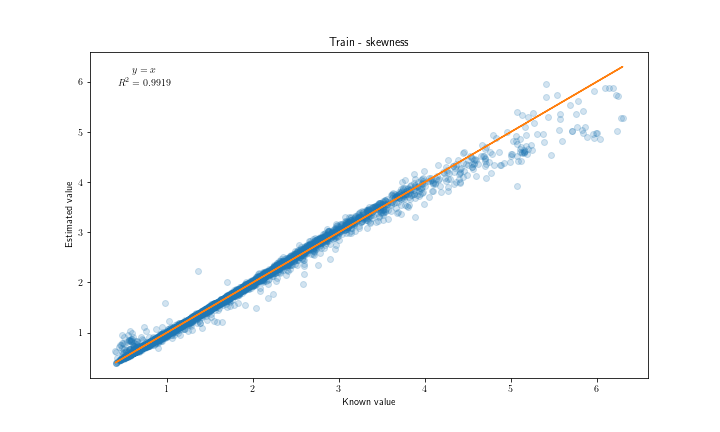 Train - skewness
y = x
R² = 0.9919
6
5
4
3
2
1
Estimated value
1 2 3 4 5 6
Known value